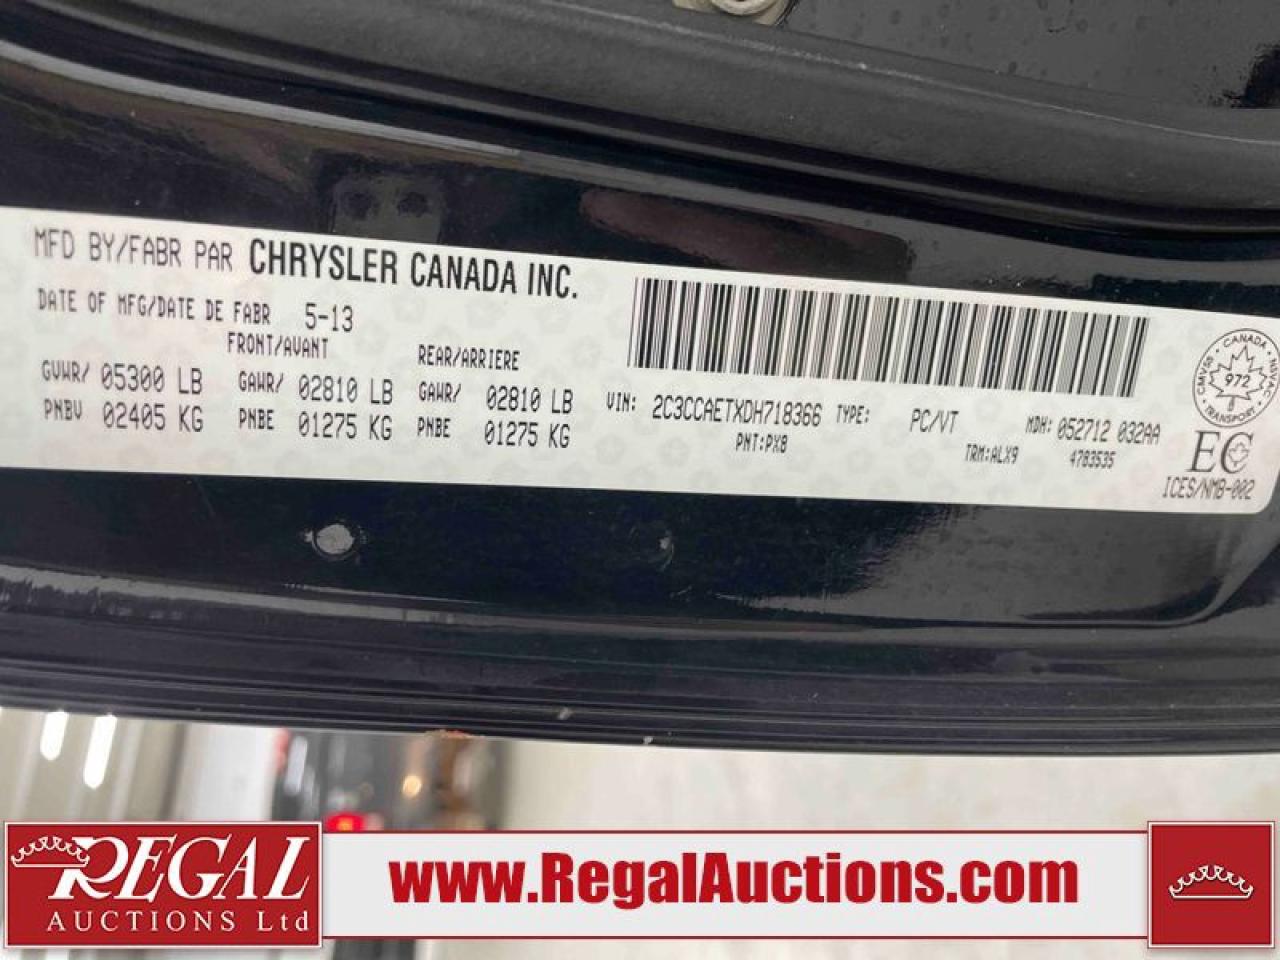 MFD BY/FABR PAR CHRYSLER CANADA INC.
DATE OF MFG/DATE DE FABR 5-13
FRONT/AVANT REAR/ARRIERE
GVWR/ 05300 LB GAWR/ 02810 LB GAWR/ 02810 LB
PNBV 02405 KG PNBE 01275 KG PNBE 01275 KG
VIN: 2C3CCAETXDH718366 TYPE: PC/VT MDH: 052712 032AA
PNT:PX8 TRM:ALX9 4783535
CANADA • NSVAC • TRANSPORT • CMVSS
972
EC
ICES/NMB-002
REGAL
AUCTIONS Ltd
www.RegalAuctions.com